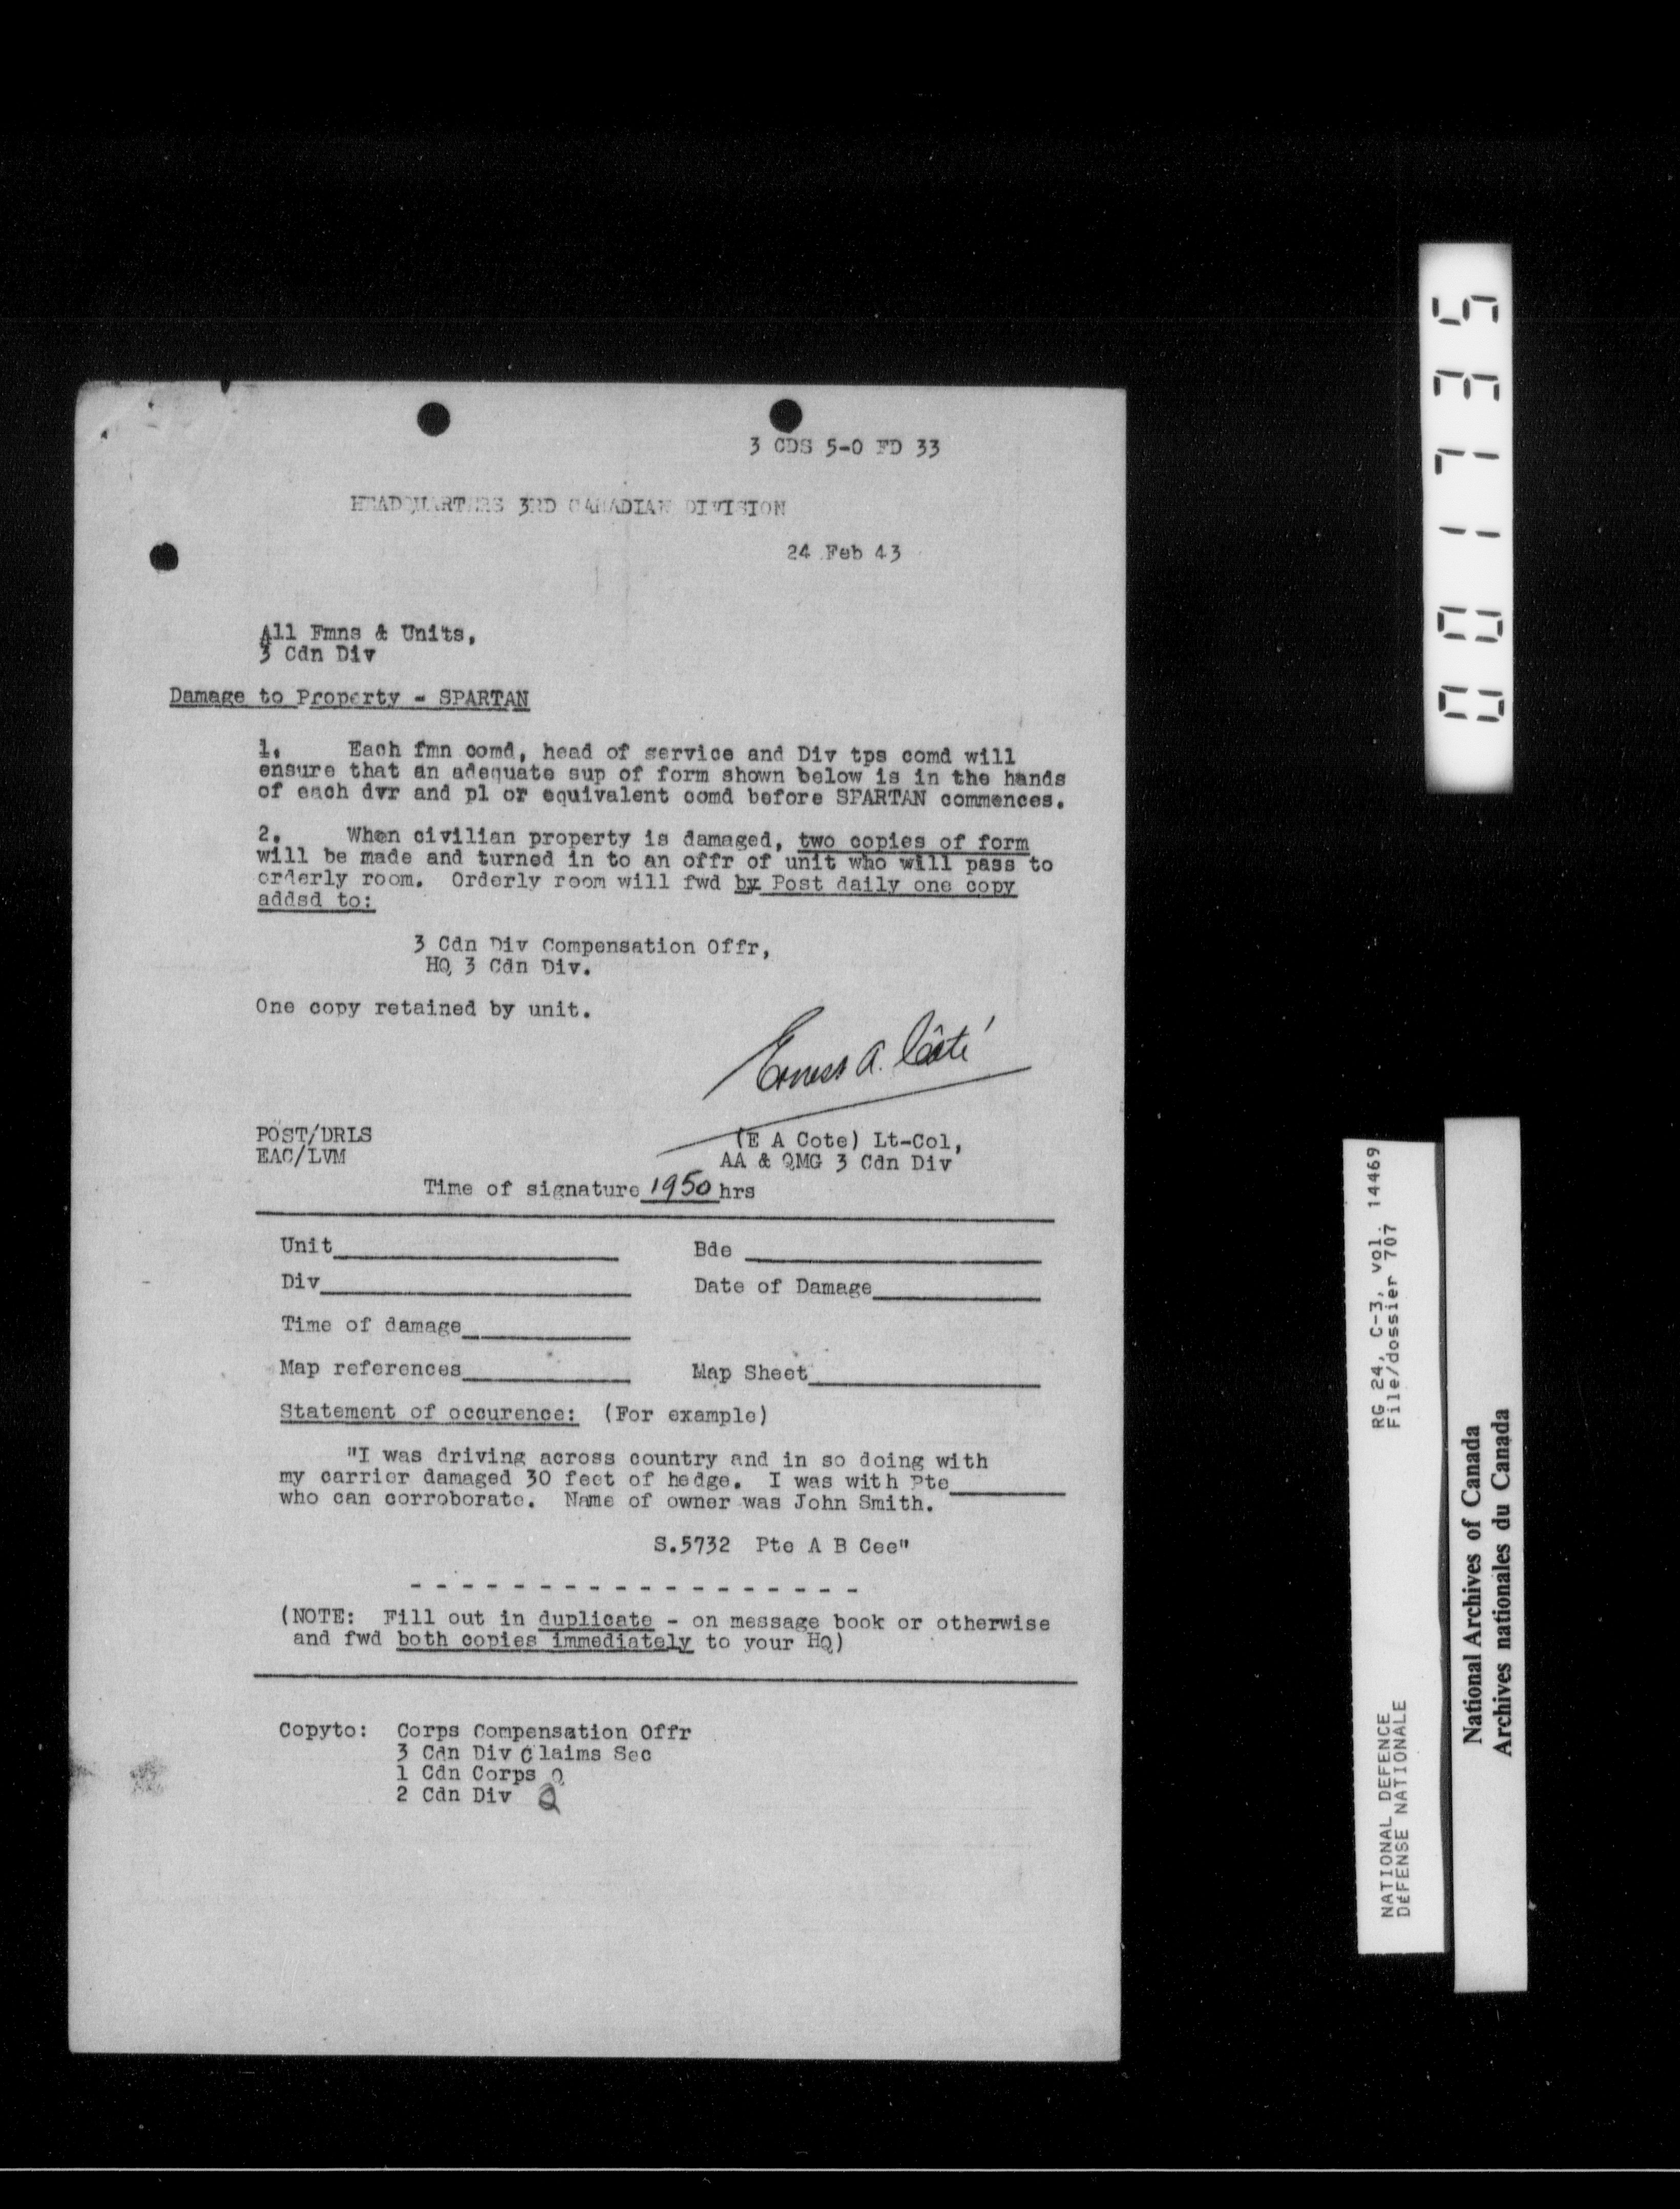 3 CDS 5-0 FD 33
HEADQUARTERS 3RD CANADIAN DIVISION
24 Feb 43
All Fmns & Units,
3 Cdn Div
Damage to Property - SPARTAN
1. Each fmn comd, head of service and Div tps comd will
ensure that an adequate sup of form shown below is in the hands
of each dvr and pl or equivalent comd before SPARTAN commences.
2. When civilian property is damaged, two copies of form
will be made and turned in to an offr of unit who will pass to
orderly room. Orderly room will fwd by Post daily one copy
addsd to:
3 Cdn Div Compensation Offr,
HQ 3 Cdn Div.
One copy retained by unit.
Ernest A. Côté
POST/DRLS
EAC/LVM
(E A Cote) Lt-Col,
AA & QMG 3 Cdn Div
Time of signature 1950 hrs
Unit Bde
Div Date of Damage
Time of damage
Map references Map Sheet
Statement of occurence: (For example)
"I was driving across country and in so doing with
my carrier damaged 30 feet of hedge. I was with Pte
who can corroborate. Name of owner was John Smith.
S.5732 Pte A B Cee"
- - - - - - - - - - - - - - - - - -
(NOTE: Fill out in duplicate - on message book or otherwise
and fwd both copies immediately to your HQ)
Copyto: Corps Compensation Offr
3 Cdn Div Claims Sec
1 Cdn Corps Q
2 Cdn Div Q
001735
RG 24, C-3, vol. 14469
File/dossier 707
NATIONAL DEFENCE
DÉFENSE NATIONALE
National Archives of Canada
Archives nationales du Canada